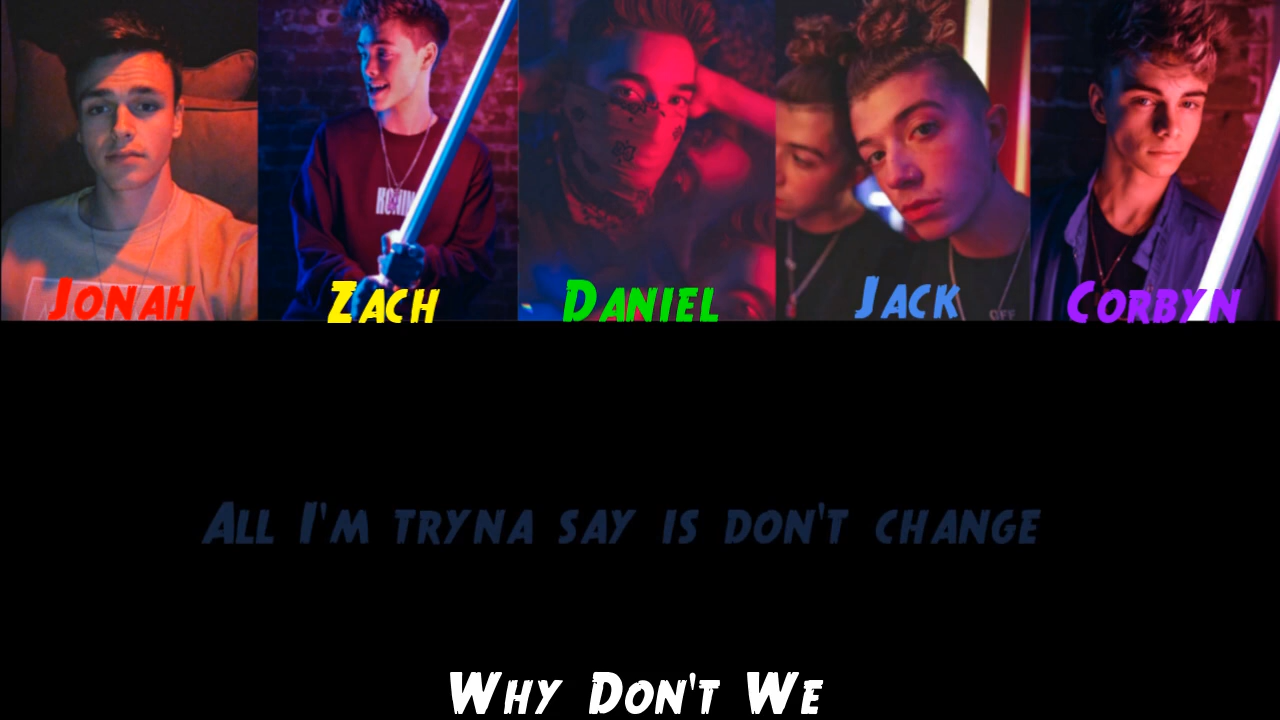 Jonah Zach Daniel Jack Corbyn
All I'm tryna say is don't change
Why Don't We